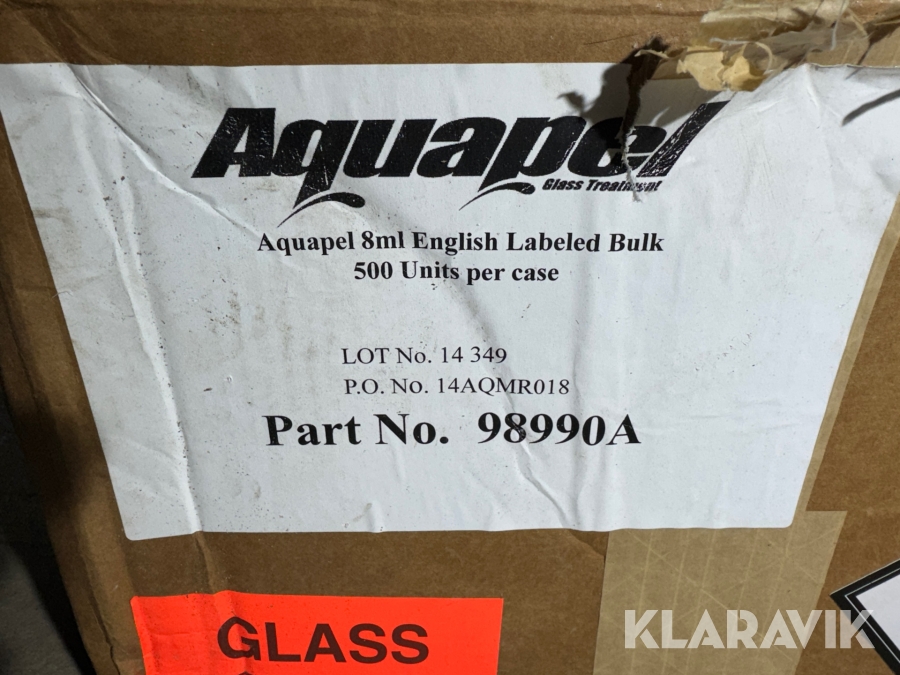 Aquapel
Glass Treatment
Aquapel 8ml English Labeled Bulk
500 Units per case
LOT No. 14 349
P.O. No. 14AQMR018
Part No. 98990A
GLASS
KLARAVIK